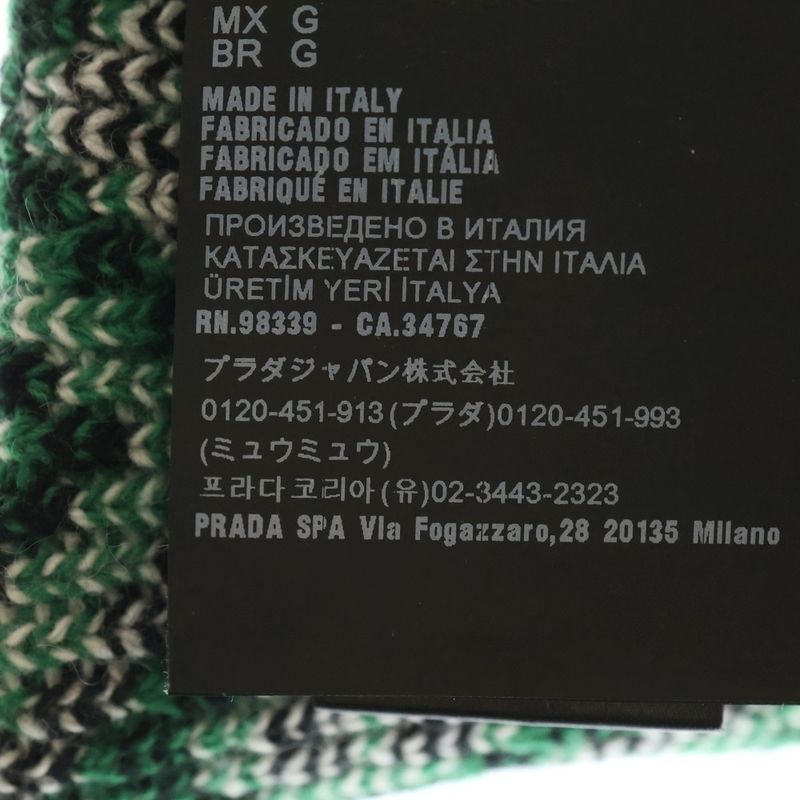 MX G
BR G
MADE IN ITALY
FABRICADO EN ITALIA
FABRICADO EM ITÁLIA
FABRIQUÉ EN ITALIE
ПРОИЗВЕДЕНО В ИТАЛИЯ
ΚΑΤΑΣΚΕΥΑΖΕΤΑΙ ΣΤΗΝ ΙΤΑΛΙΑ
ÜRETİM YERİ İTALYA
RN.98339 - CA.34767
プラダジャパン株式会社
0120-451-913(プラダ)0120-451-993
(ミュウミュウ)
프라다코리아(유)02-3443-2323
PRADA SPA Via Fogazzaro,28 20135 Milano